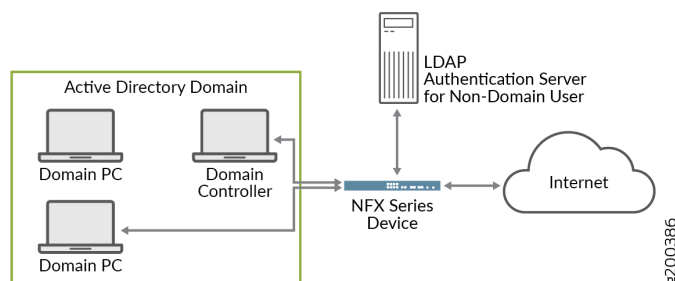 LDAP
Authentication Server
for Non-Domain User
Active Directory Domain
Domain PC
Domain
Controller
NFX Series
Device
Internet
Domain PC
g200386